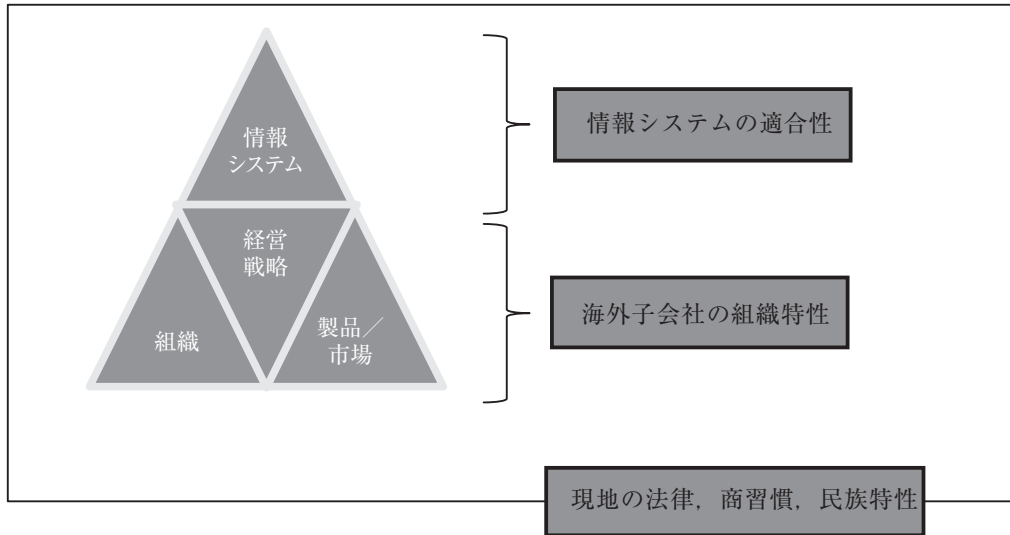 情報
システム
経営
戦略
組織
製品／
市場
情報システムの適合性
海外子会社の組織特性
現地の法律，商習慣，民族特性